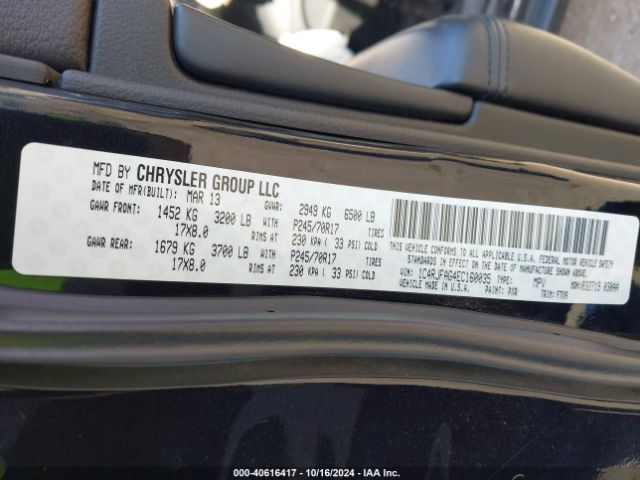 MFD BY CHRYSLER GROUP LLC
DATE OF MFR(BUILT): MAR 13 GVWR: 2949 KG 6500 LB
GAWR FRONT: 1452 KG 3200 LB WITH P245/70R17 TIRES
17X8.0 RIMS AT 230 KPA ( 33 PSI) COLD
GAWR REAR: 1679 KG 3700 LB WITH P245/70R17 TIRES
17X8.0 RIMS AT 230 KPA ( 33 PSI) COLD
THIS VEHICLE CONFORMS TO ALL APPLICABLE U.S.A. FEDERAL MOTOR VEHICLE SAFETY
STANDARDS IN EFFECT ON THE DATE OF MANUFACTURE SHOWN ABOVE.
VIN: 1C4RJFAG4EC160035 TYPE: MPV
MADE IN U.S.A. PAINT: PXR TRIM: MDH: 032719 030AA
000-40616417 - 10/16/2024 - IAA Inc.